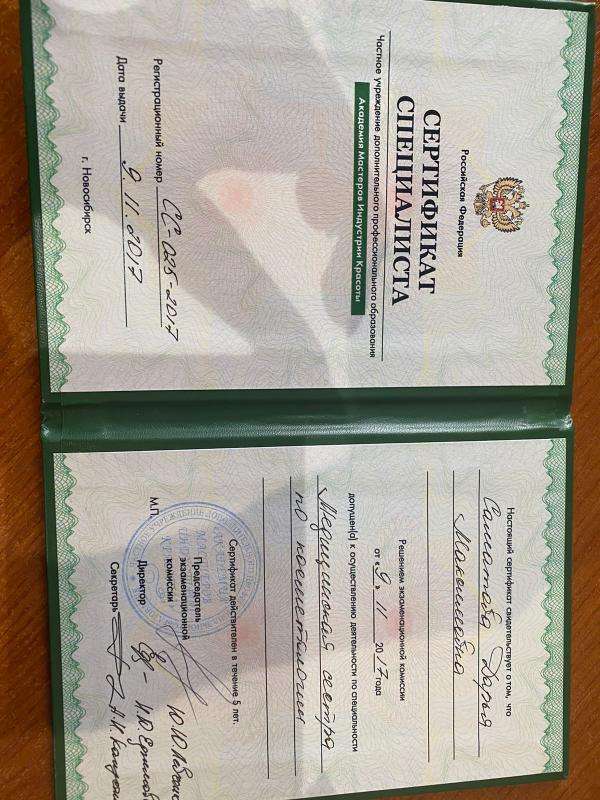 Российская Федерация
СЕРТИФИКАТ
СПЕЦИАЛИСТА
Частное учреждение дополнительного профессионального образования
Академия Мастеров Индустрии Красоты
Регистрационный номер СС-025-2017
Дата выдачи 9.11.2017
г. Новосибирск
Настоящий сертификат свидетельствует о том, что
Дарья
Максимовна
Решением экзаменационной комиссии
от «9» 11 2017 года
допущен(а) к осуществлению деятельности по специальности
Медицинская сестра
по косметологии
Сертификат действителен в течение 5 лет.
Председатель
экзаменационной
комиссии
М.П.
Директор
Секретарь